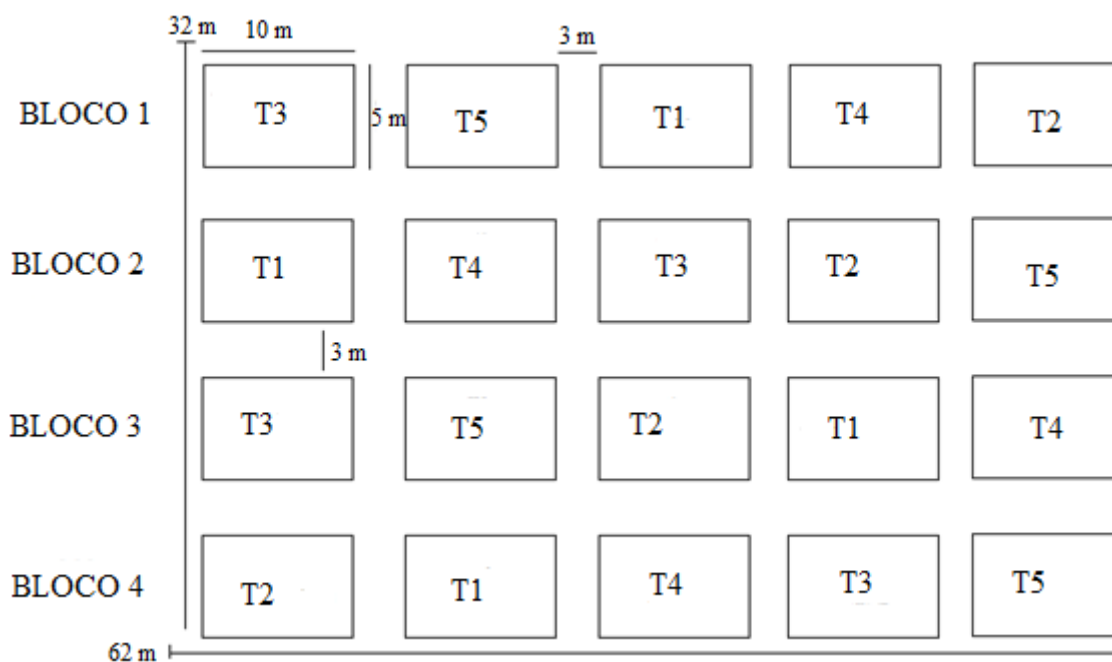 32 m 10 m 3 m
BLOCO 1 T3 5 m T5 T1 T4 T2
BLOCO 2 T1 T4 T3 T2 T5
3 m
BLOCO 3 T3 T5 T2 T1 T4
BLOCO 4 T2 T1 T4 T3 T5
62 m